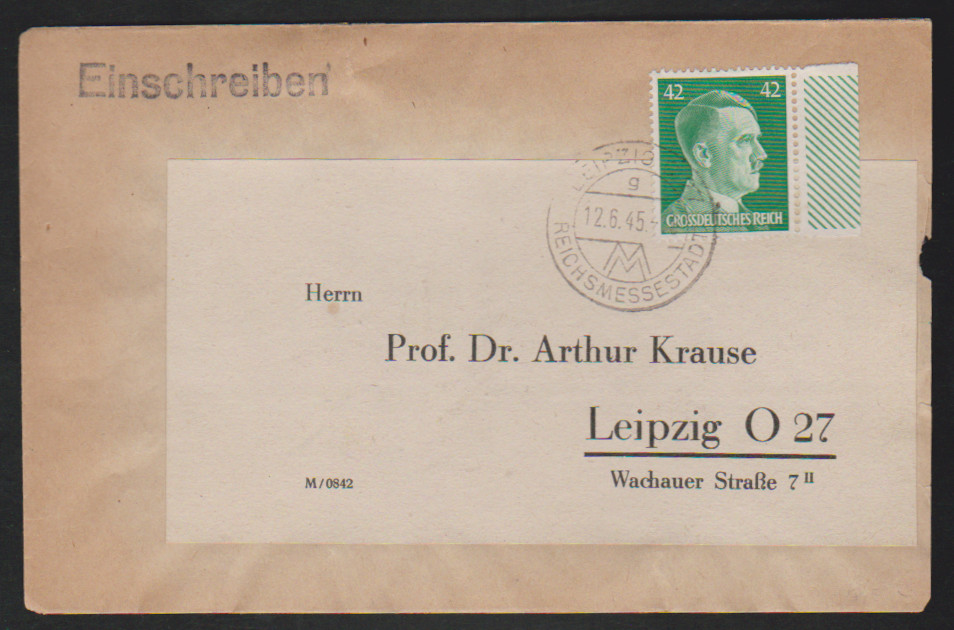 Einschreiben
42 42
GROSSDEUTSCHES REICH
LEIPZIG
g
12.6.45.
M
REICHSMESSESTADT
Herrn
Prof. Dr. Arthur Krause
Leipzig O 27
M/0842
Wachauer Straße 7 II